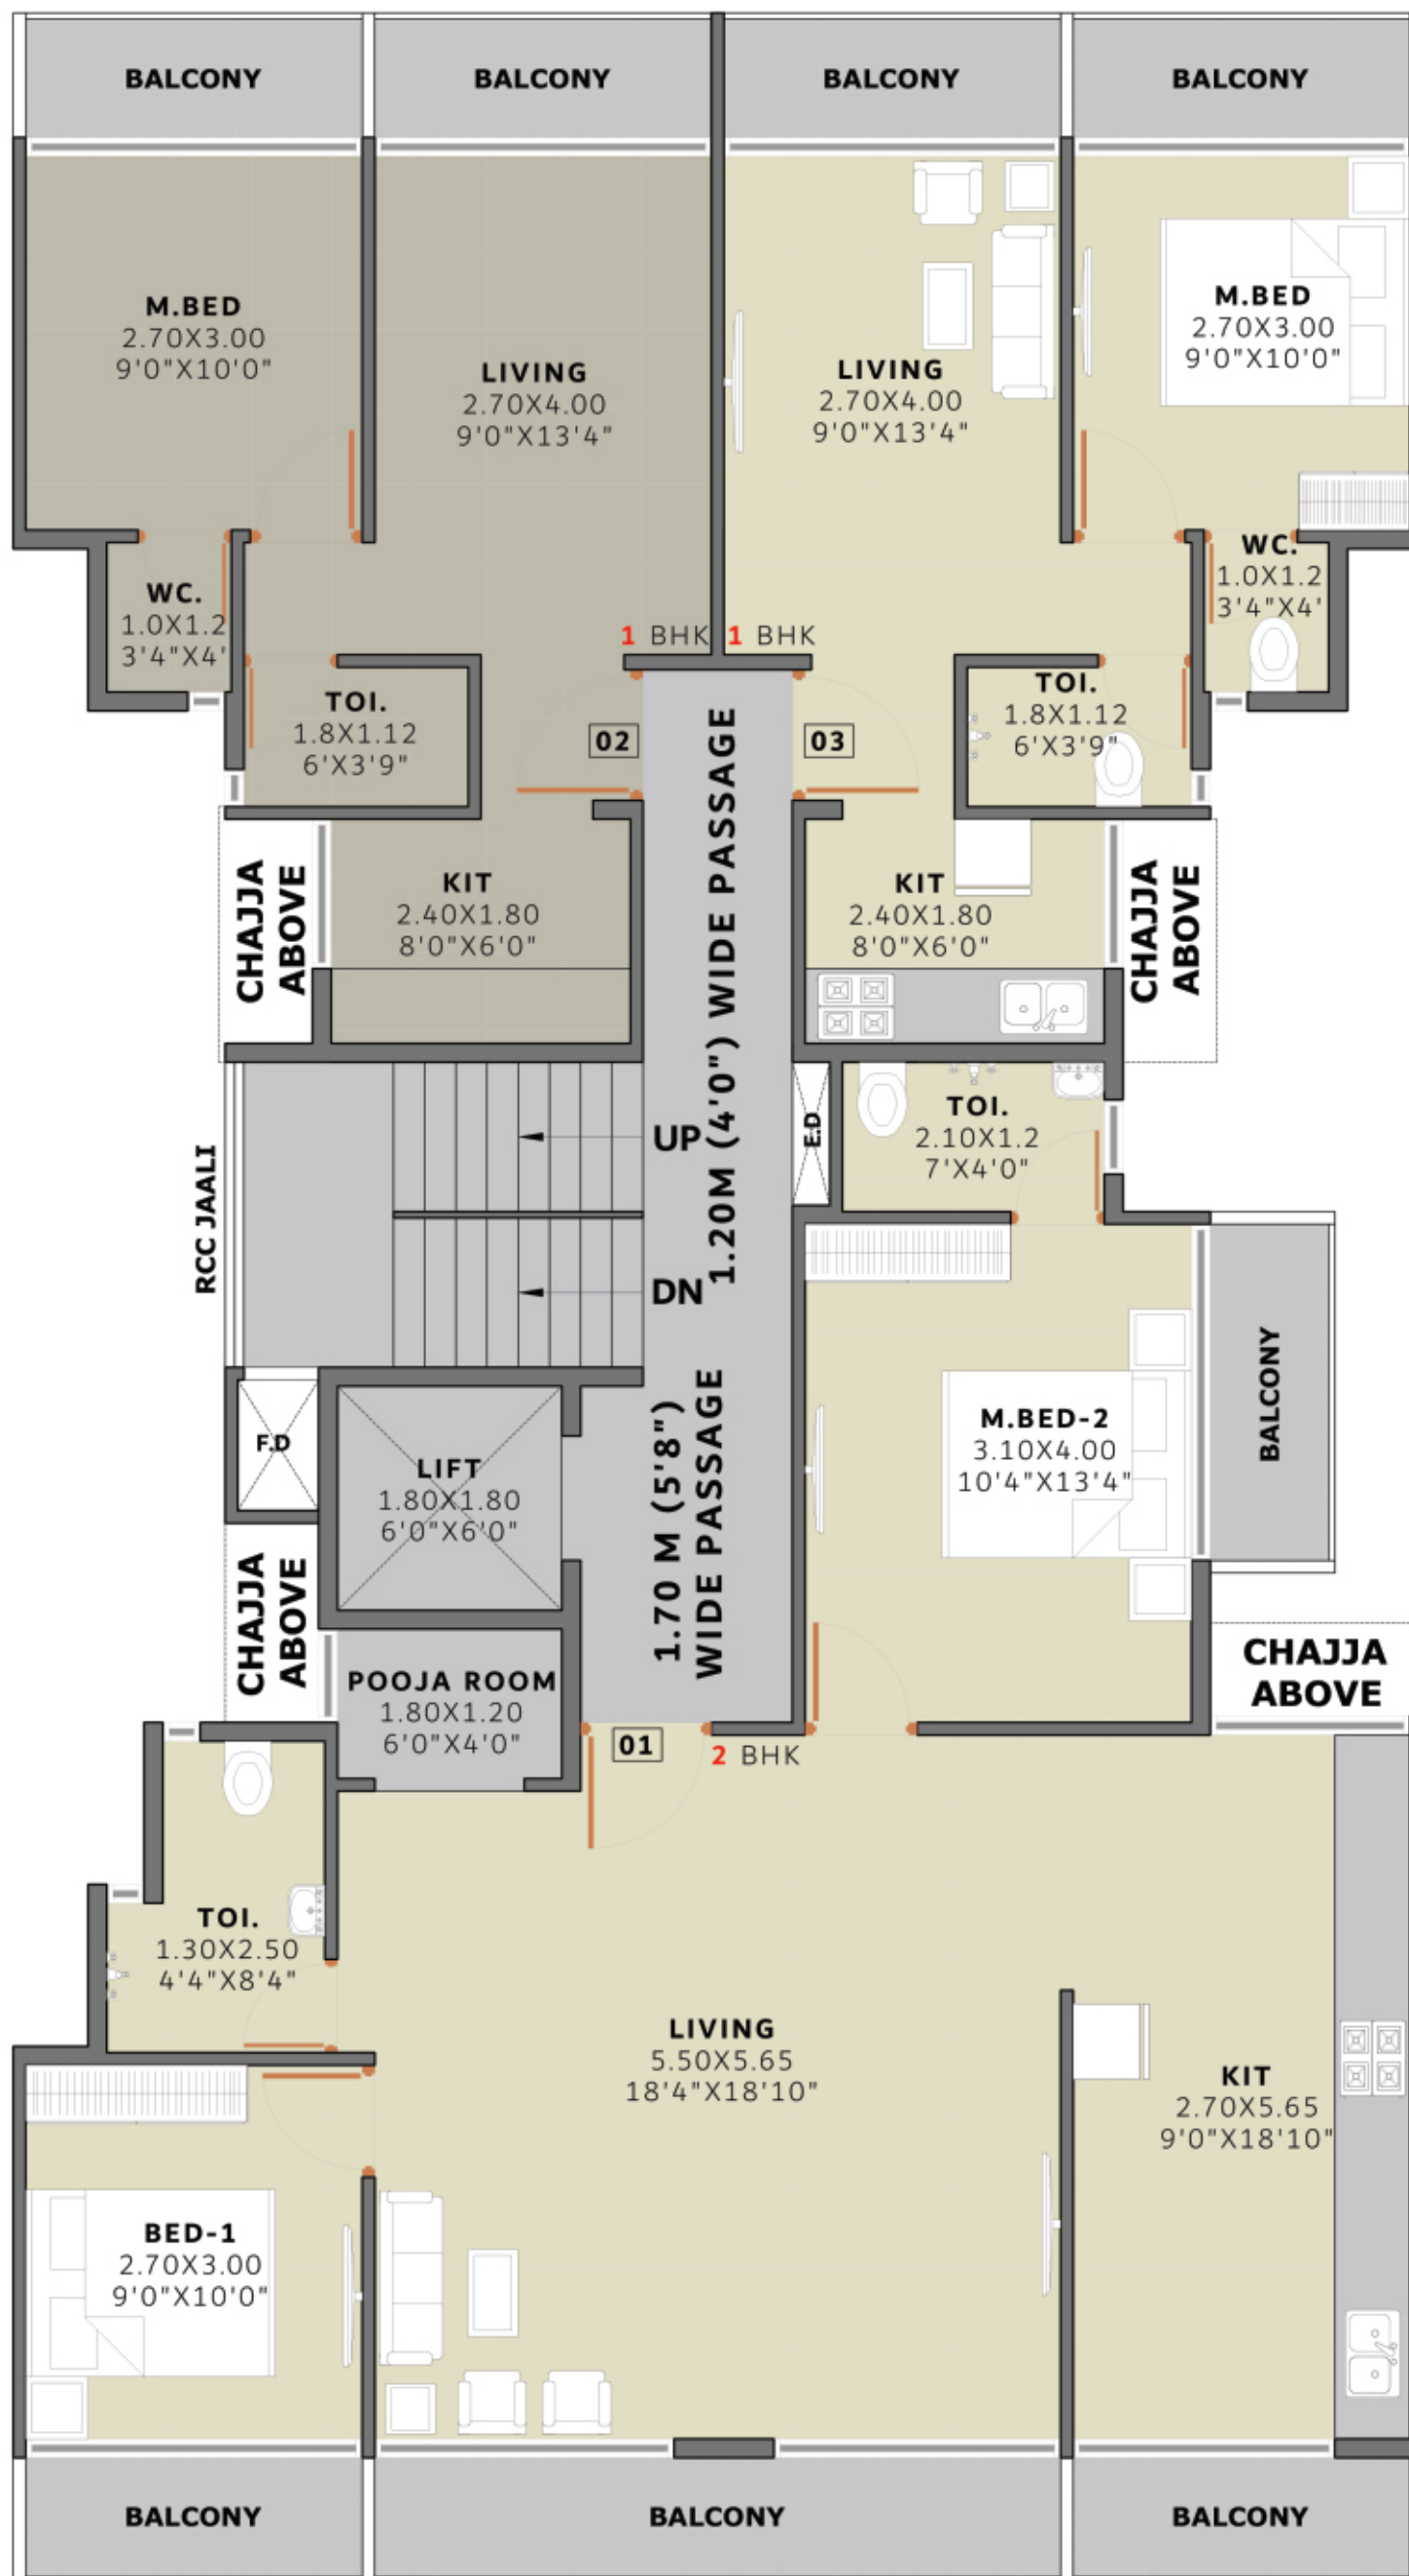 BALCONY
BALCONY
BALCONY
BALCONY
M.BED
2.70X3.00
9'0"X10'0"
LIVING
2.70X4.00
9'0"X13'4"
LIVING
2.70X4.00
9'0"X13'4"
M.BED
2.70X3.00
9'0"X10'0"
WC.
1.0X1.2
3'4"X4'
1 BHK
1 BHK
WC.
1.0X1.2
3'4"X4'
TOI.
1.8X1.12
6'X3'9"
02
03
TOI.
1.8X1.12
6'X3'9"
CHAJJA
ABOVE
KIT
2.40X1.80
8'0"X6'0"
1.20M (4'0") WIDE PASSAGE
KIT
2.40X1.80
8'0"X6'0"
CHAJJA
ABOVE
RCC JAALI
UP
DN
E.D
TOI.
2.10X1.2
7'X4'0"
F.D
LIFT
1.80X1.80
6'0"X6'0"
1.70 M (5'8")
WIDE PASSAGE
M.BED-2
3.10X4.00
10'4"X13'4"
BALCONY
CHAJJA
ABOVE
POOJA ROOM
1.80X1.20
6'0"X4'0"
CHAJJA
ABOVE
01
2 BHK
TOI.
1.30X2.50
4'4"X8'4"
LIVING
5.50X5.65
18'4"X18'10"
KIT
2.70X5.65
9'0"X18'10"
BED-1
2.70X3.00
9'0"X10'0"
BALCONY
BALCONY
BALCONY